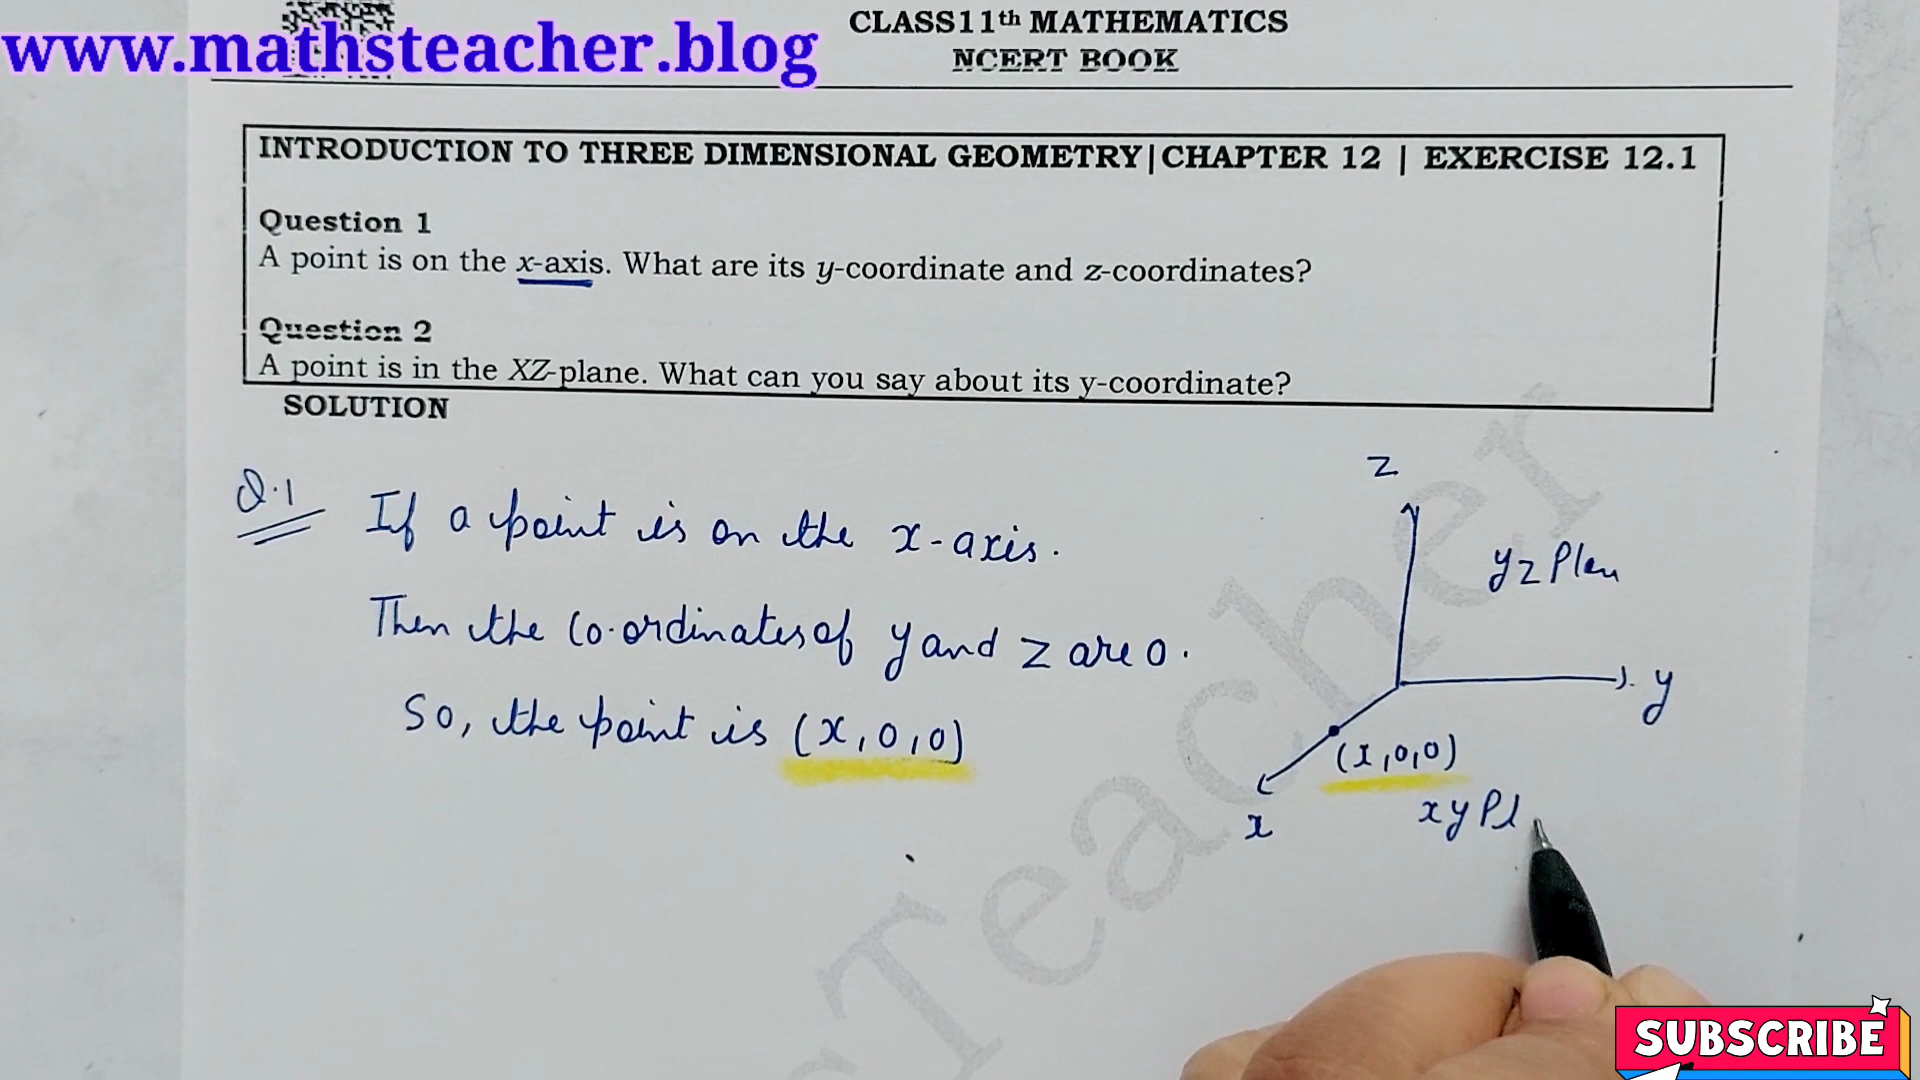 www.mathsteacher.blog
CLASS11th MATHEMATICS
NCERT BOOK
INTRODUCTION TO THREE DIMENSIONAL GEOMETRY|CHAPTER 12 | EXERCISE 12.1
Question 1
A point is on the x-axis. What are its y-coordinate and z-coordinates?
Question 2
A point is in the XZ-plane. What can you say about its y-coordinate?
SOLUTION
Q.1 If a point is on the x-axis.
Then the co-ordinates of y and z are 0.
So, the point is (x,0,0)
z
yz Plan
y
(x,0,0)
xy Pl
x
Teacher
SUBSCRIBE